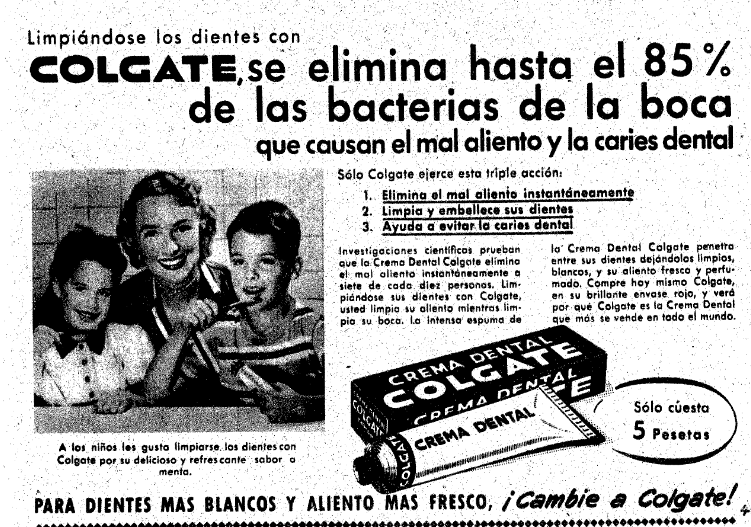 Limpiándose los dientes con
COLGATE, se elimina hasta el 85%
de las bacterias de la boca
que causan el mal aliento y la caries dental
Sólo Colgate ejerce esta triple acción:
1. Elimina el mal aliento instantáneamente
2. Limpia y embellece sus dientes
3. Ayuda a evitar la caries dental
Investigaciones científicas prueban
que la Crema Dental Colgate elimina
el mal aliento instantáneamente a
siete de cada diez personas. Lim-
piándose sus dientes con Colgate,
usted limpia su aliento mientras lim-
pia su boca. La intensa espuma de
la Crema Dental Colgate penetra
entre sus dientes dejándolos limpios,
blancos, y su aliento fresco y perfu-
mado. Compre hoy mismo Colgate,
en su brillante envase rojo, y verá
por qué Colgate es la Crema Dental
que más se vende en todo el mundo.
CREMA DENTAL
COLGATE
CREMA DENTAL
COLGATE
CREMA DENTAL
COLGATE
Sólo cuesta
5 Pesetas
A los niños les gusta limpiarse los dientes con
Colgate por su delicioso y refrescante sabor a
menta.
PARA DIENTES MAS BLANCOS Y ALIENTO MAS FRESCO, ¡Cambie a Colgate!